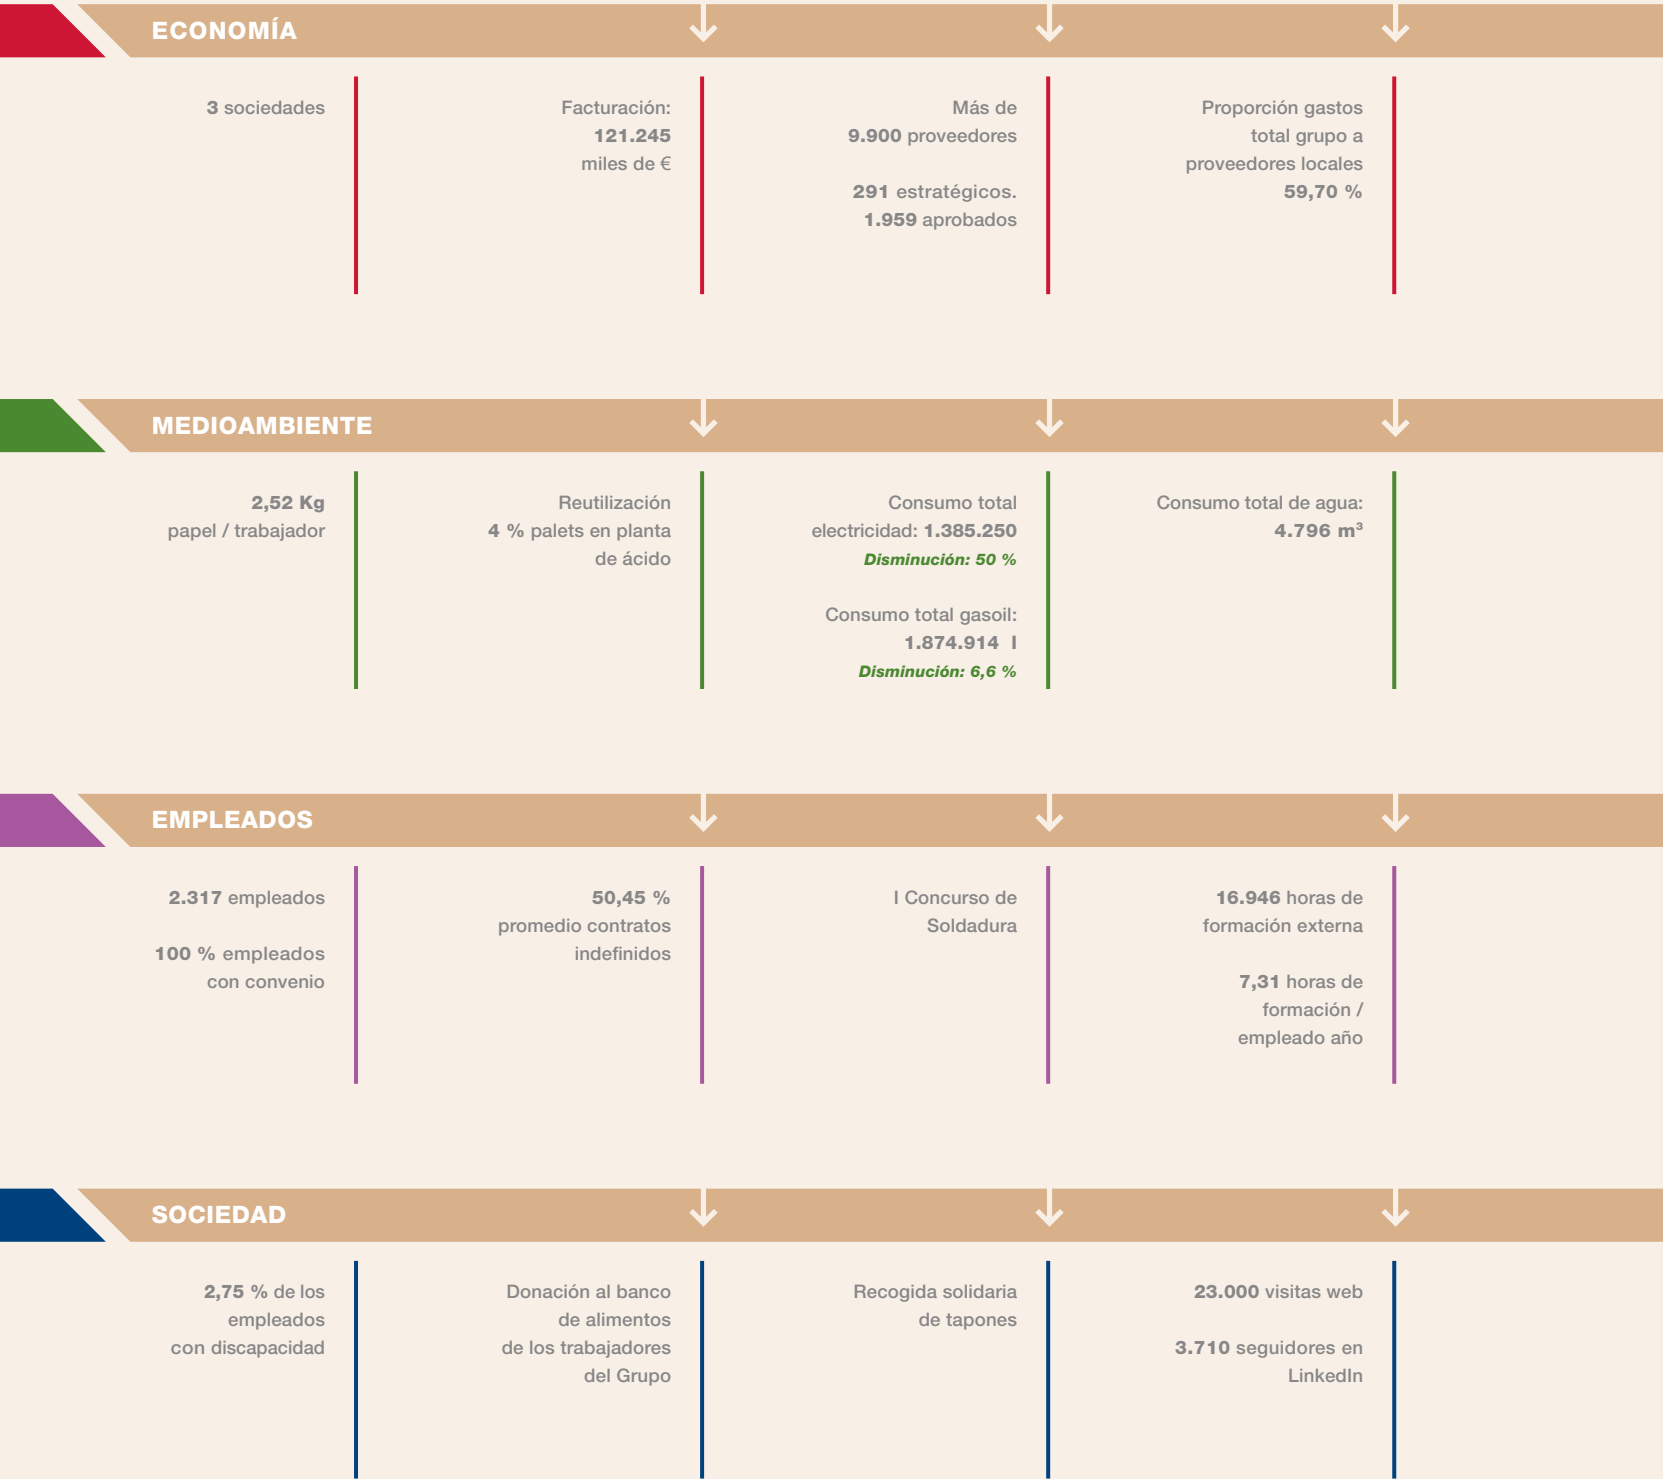 ECONOMÍA
3 sociedades
Facturación:
121.245
miles de €
Más de
9.900 proveedores
291 estratégicos.
1.959 aprobados
Proporción gastos
total grupo a
proveedores locales
59,70 %
MEDIOAMBIENTE
2,52 Kg
papel / trabajador
Reutilización
4 % palets en planta
de ácido
Consumo total
electricidad: 1.385.250
Disminución: 50 %
Consumo total gasoil:
1.874.914 l
Disminución: 6,6 %
Consumo total de agua:
4.796 m³
EMPLEADOS
2.317 empleados
100 % empleados
con convenio
50,45 %
promedio contratos
indefinidos
I Concurso de
Soldadura
16.946 horas de
formación externa
7,31 horas de
formación /
empleado año
SOCIEDAD
2,75 % de los
empleados
con discapacidad
Donación al banco
de alimentos
de los trabajadores
del Grupo
Recogida solidaria
de tapones
23.000 visitas web
3.710 seguidores en
LinkedIn